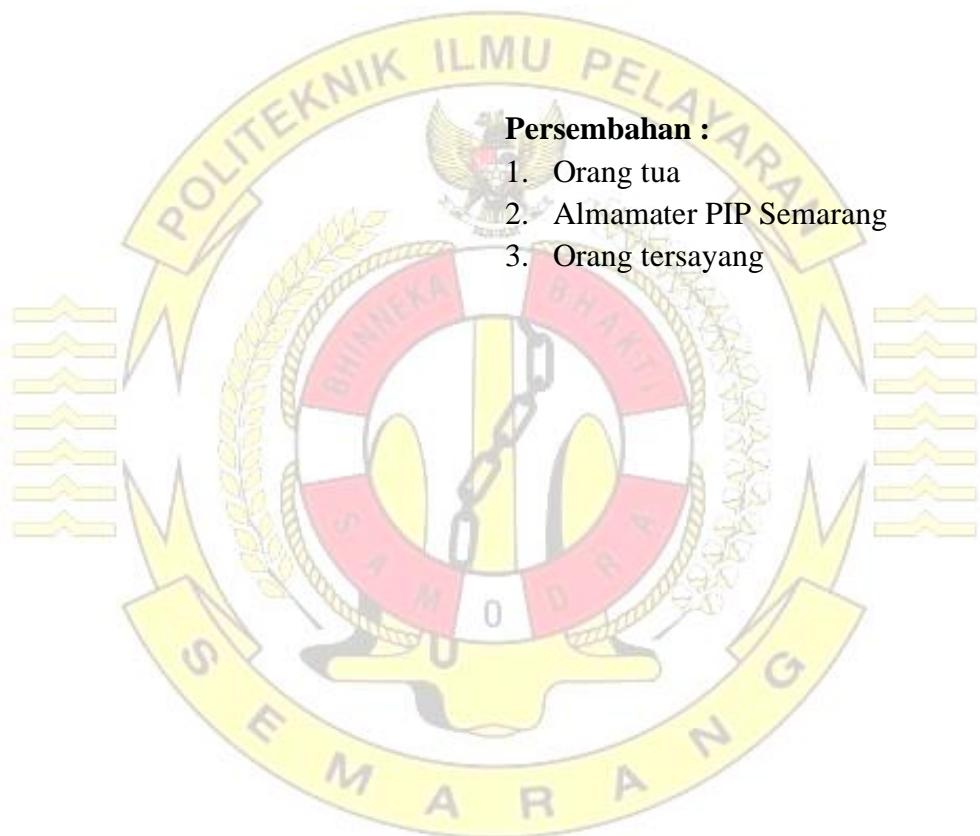 POLITEKNIK ILMU PELAYARAN
Persembahan :
1. Orang tua
2. Almamater PIP Semarang
3. Orang tersayang
BHINNEKA BHAKTI
SAMODRA
SEMARANG